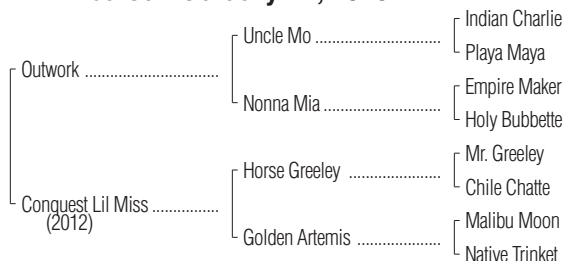 Indian Charlie
Uncle Mo
Playa Maya
Outwork
Empire Maker
Nonna Mia
Holy Bubbette
Mr. Greeley
Horse Greeley
Chile Chatte
Conquest Lil Miss
(2012)
Malibu Moon
Golden Artemis
Native Trinket